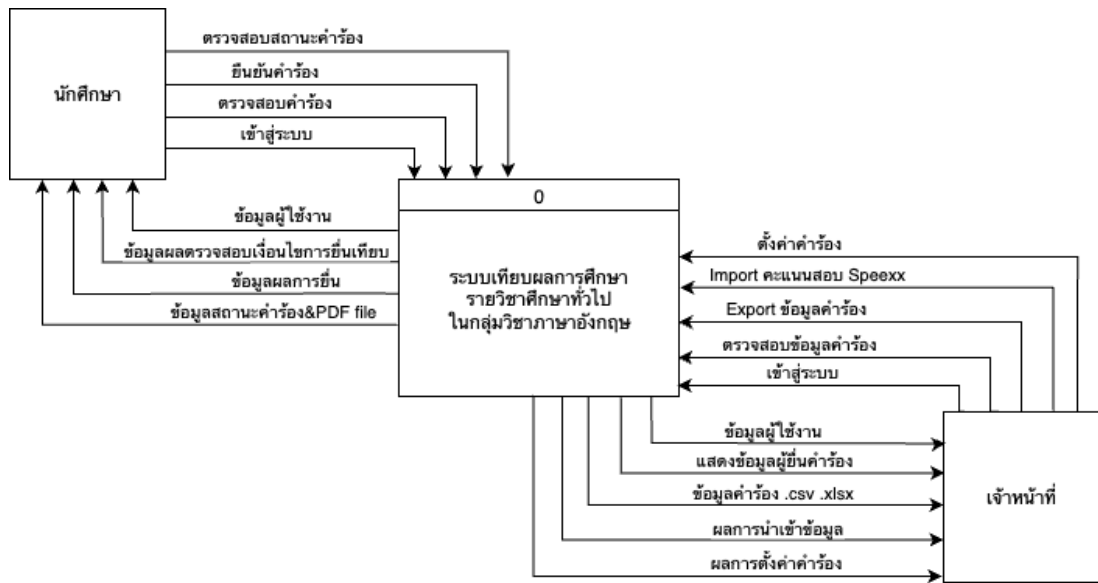 ตรวจสอบสถานะคำร้อง
ยืนยันคำร้อง
นักศึกษา
ตรวจสอบคำร้อง
เข้าสู่ระบบ
0
ข้อมูลผู้ใช้งาน
ข้อมูลผลตรวจสอบเงื่อนไขการยื่นเทียบ
ข้อมูลผลการยื่น
ข้อมูลสถานะคำร้อง&PDF file
ระบบเทียบผลการศึกษา
รายวิชาศึกษาทั่วไป
ในกลุ่มวิชาภาษาอังกฤษ
ตั้งค่าคำร้อง
Import คะแนนสอบ Speexx
Export ข้อมูลคำร้อง
ตรวจสอบข้อมูลคำร้อง
เข้าสู่ระบบ
ข้อมูลผู้ใช้งาน
แสดงข้อมูลผู้ยื่นคำร้อง
ข้อมูลคำร้อง .csv .xlsx
ผลการนำเข้าข้อมูล
ผลการตั้งค่าคำร้อง
เจ้าหน้าที่